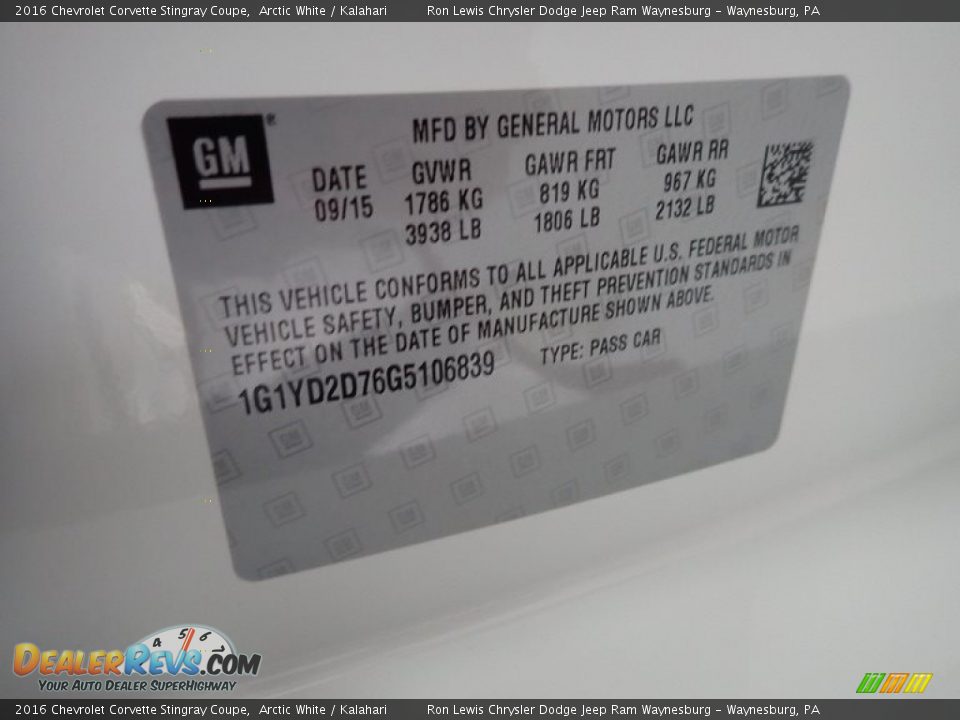 2016 Chevrolet Corvette Stingray Coupe, Arctic White / Kalahari Ron Lewis Chrysler Dodge Jeep Ram Waynesburg - Waynesburg, PA
GM®
MFD BY GENERAL MOTORS LLC
DATE GVWR GAWR FRT GAWR RR
09/15 1786 KG 819 KG 967 KG
3938 LB 1806 LB 2132 LB
THIS VEHICLE CONFORMS TO ALL APPLICABLE U.S. FEDERAL MOTOR
VEHICLE SAFETY, BUMPER, AND THEFT PREVENTION STANDARDS IN
EFFECT ON THE DATE OF MANUFACTURE SHOWN ABOVE.
1G1YD2D76G5106839 TYPE: PASS CAR
4 5 6 7
DealerRevs.com
Your Auto Dealer SuperHighway
2016 Chevrolet Corvette Stingray Coupe, Arctic White / Kalahari Ron Lewis Chrysler Dodge Jeep Ram Waynesburg - Waynesburg, PA